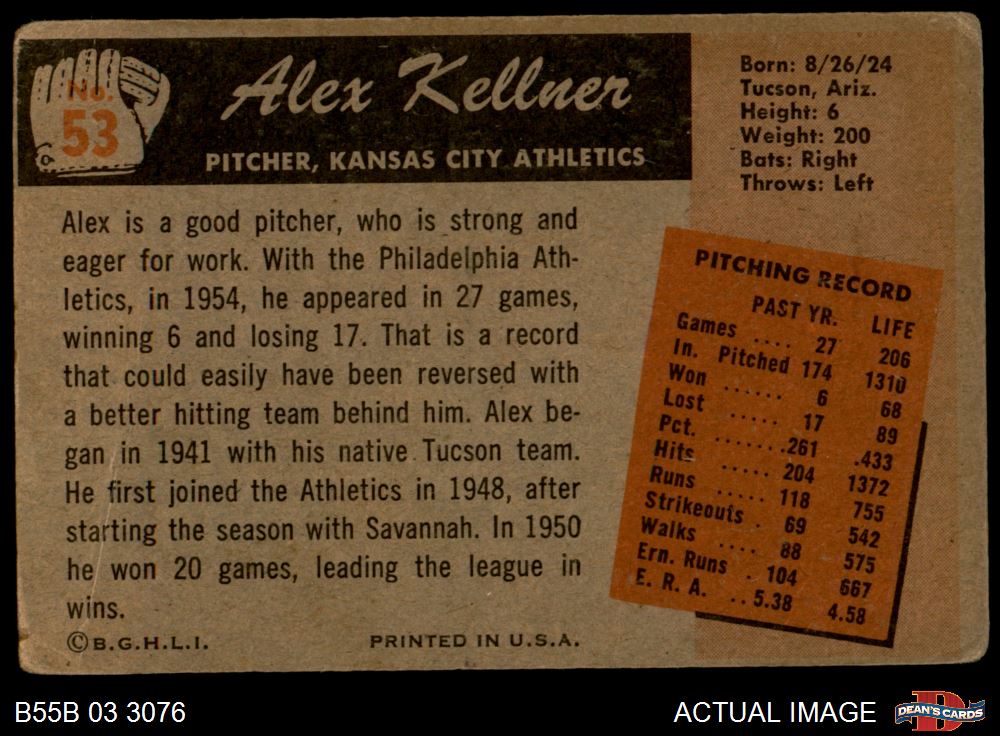 No.
53
Alex Kellner
PITCHER, KANSAS CITY ATHLETICS
Born: 8/26/24
Tucson, Ariz.
Height: 6
Weight: 200
Bats: Right
Throws: Left
Alex is a good pitcher, who is strong and
eager for work. With the Philadelphia Ath-
letics, in 1954, he appeared in 27 games,
winning 6 and losing 17. That is a record
that could easily have been reversed with
a better hitting team behind him. Alex be-
gan in 1941 with his native Tucson team.
He first joined the Athletics in 1948, after
starting the season with Savannah. In 1950
he won 20 games, leading the league in
wins.
©B.G.H.L.I. PRINTED IN U.S.A.
PITCHING RECORD
PAST YR. LIFE
Games .... 27 206
In. Pitched 174 1310
Won ...... 6 68
Lost ..... 17 89
Pct. .......261 .433
Hits ..... 204 1372
Runs ..... 118 755
Strikeouts . 69 542
Walks .... 88 575
Ern. Runs . 104 667
E. R. A. .. 5.38 4.58
B55B 03 3076
ACTUAL IMAGE
DEAN'S CARDS